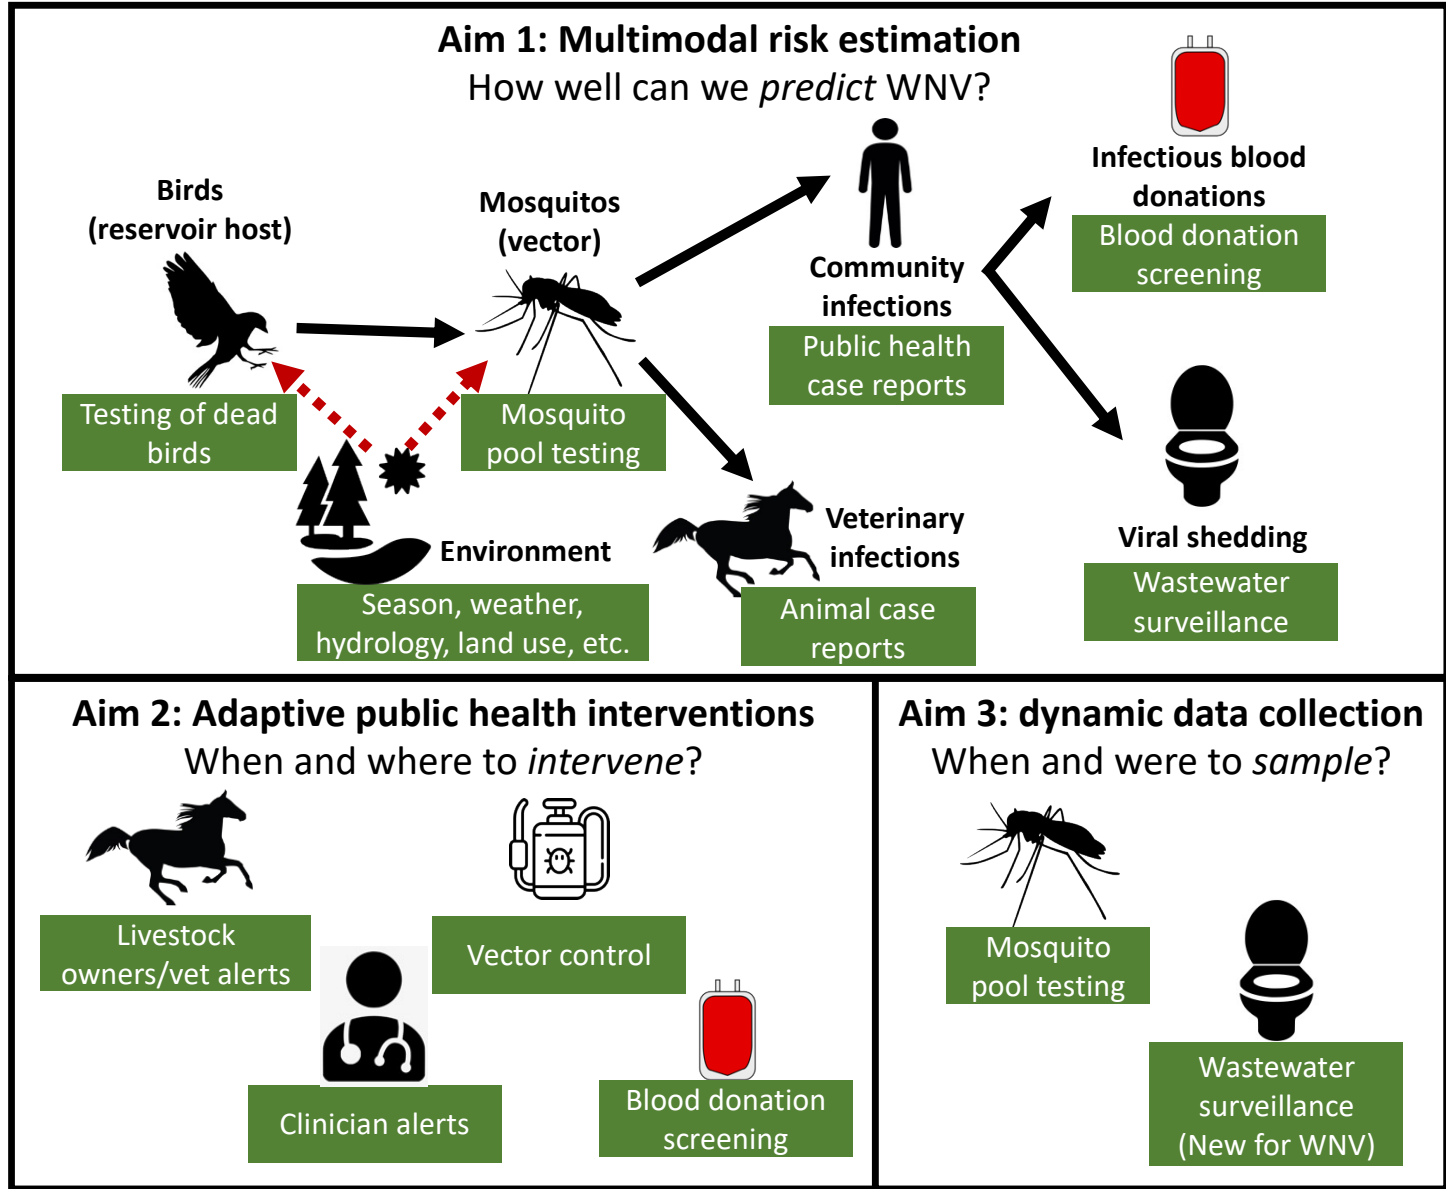 Aim 1: Multimodal risk estimation
How well can we predict WNV?
Birds
(reservoir host)
Testing of dead
birds
Mosquitos
(vector)
Mosquito
pool testing
Environment
Season, weather,
hydrology, land use, etc.
Community
infections
Public health
case reports
Veterinary
infections
Animal case
reports
Infectious blood
donations
Blood donation
screening
Viral shedding
Wastewater
surveillance
Aim 2: Adaptive public health interventions
When and where to intervene?
Livestock
owners/vet alerts
Clinician alerts
Vector control
Blood donation
screening
Aim 3: dynamic data collection
When and were to sample?
Mosquito
pool testing
Wastewater
surveillance
(New for WNV)